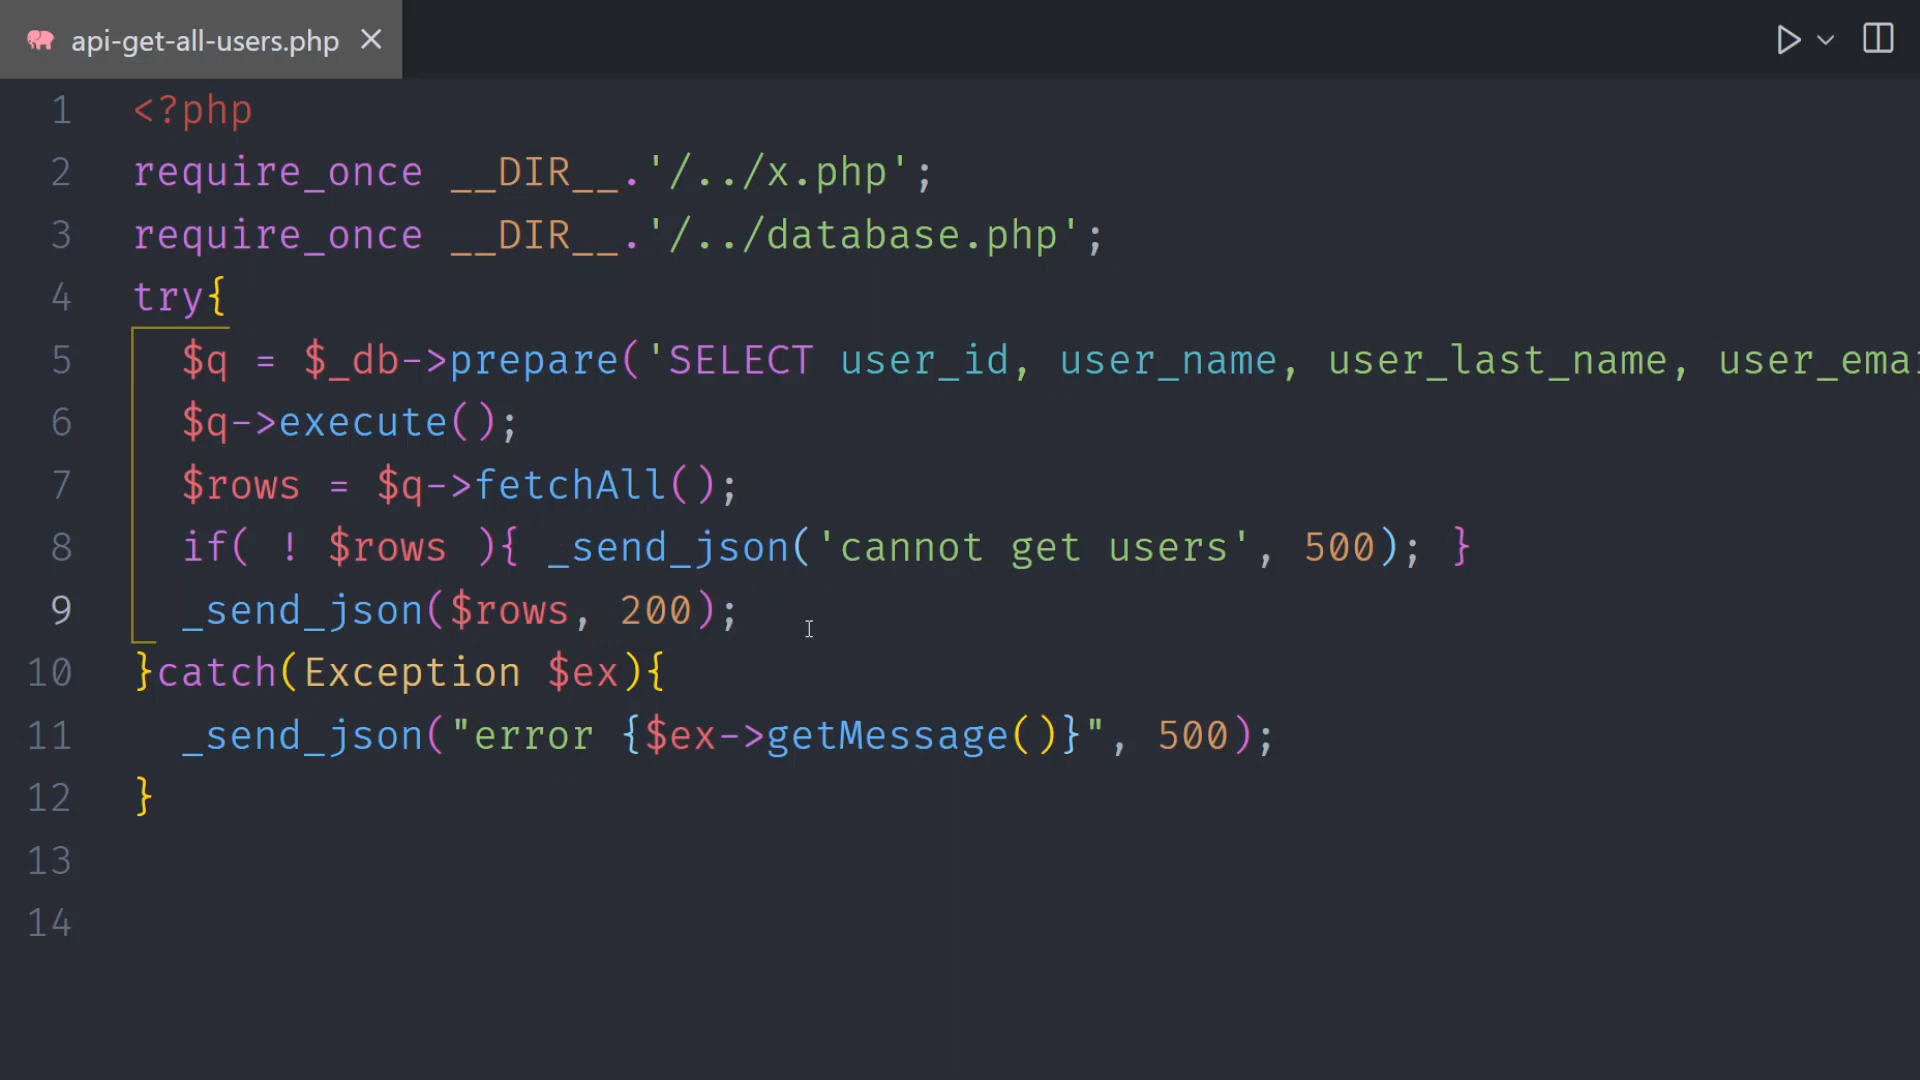 api-get-all-users.php
1 <?php
2 require_once __DIR__.'/../x.php';
3 require_once __DIR__.'/../database.php';
4 try{
5 $q = $_db->prepare('SELECT user_id, user_name, user_last_name, user_emai
6 $q->execute();
7 $rows = $q->fetchAll();
8 if( ! $rows ){ _send_json('cannot get users', 500); }
9 _send_json($rows, 200);
10 }catch(Exception $ex){
11 _send_json("error {$ex->getMessage()}", 500);
12 }
13
14